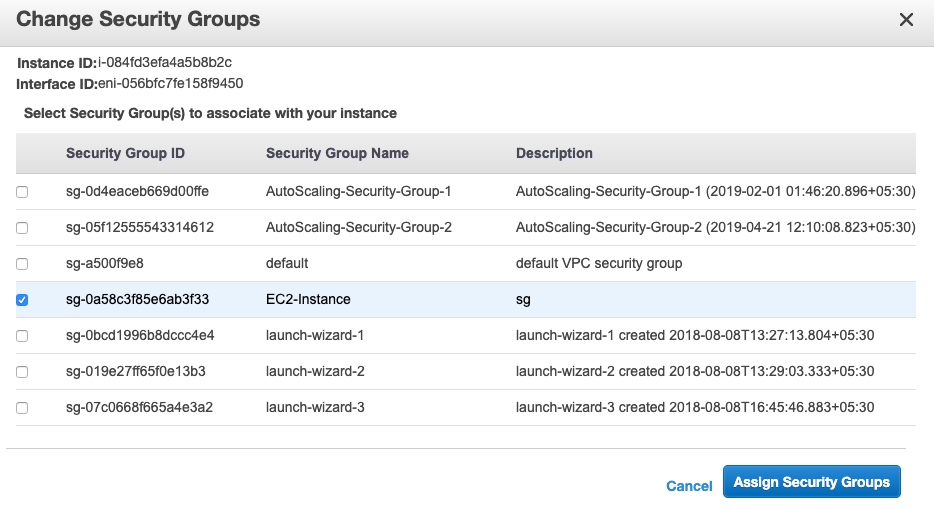 Change Security Groups
Instance ID:i-084fd3efa4a5b8b2c
Interface ID:eni-056bfc7fe158f9450
Select Security Group(s) to associate with your instance
Security Group ID Security Group Name Description
sg-0d4eaceb669d00ffe AutoScaling-Security-Group-1 AutoScaling-Security-Group-1 (2019-02-01 01:46:20.896+05:30)
sg-05f12555543314612 AutoScaling-Security-Group-2 AutoScaling-Security-Group-2 (2019-04-21 12:10:08.823+05:30)
sg-a500f9e8 default default VPC security group
sg-0a58c3f85e6ab3f33 EC2-Instance sg
sg-0bcd1996b8dccc4e4 launch-wizard-1 launch-wizard-1 created 2018-08-08T13:27:13.804+05:30
sg-019e27ff65f0e13b3 launch-wizard-2 launch-wizard-2 created 2018-08-08T13:29:03.333+05:30
sg-07c0668f665a4e3a2 launch-wizard-3 launch-wizard-3 created 2018-08-08T16:45:46.883+05:30
Cancel Assign Security Groups